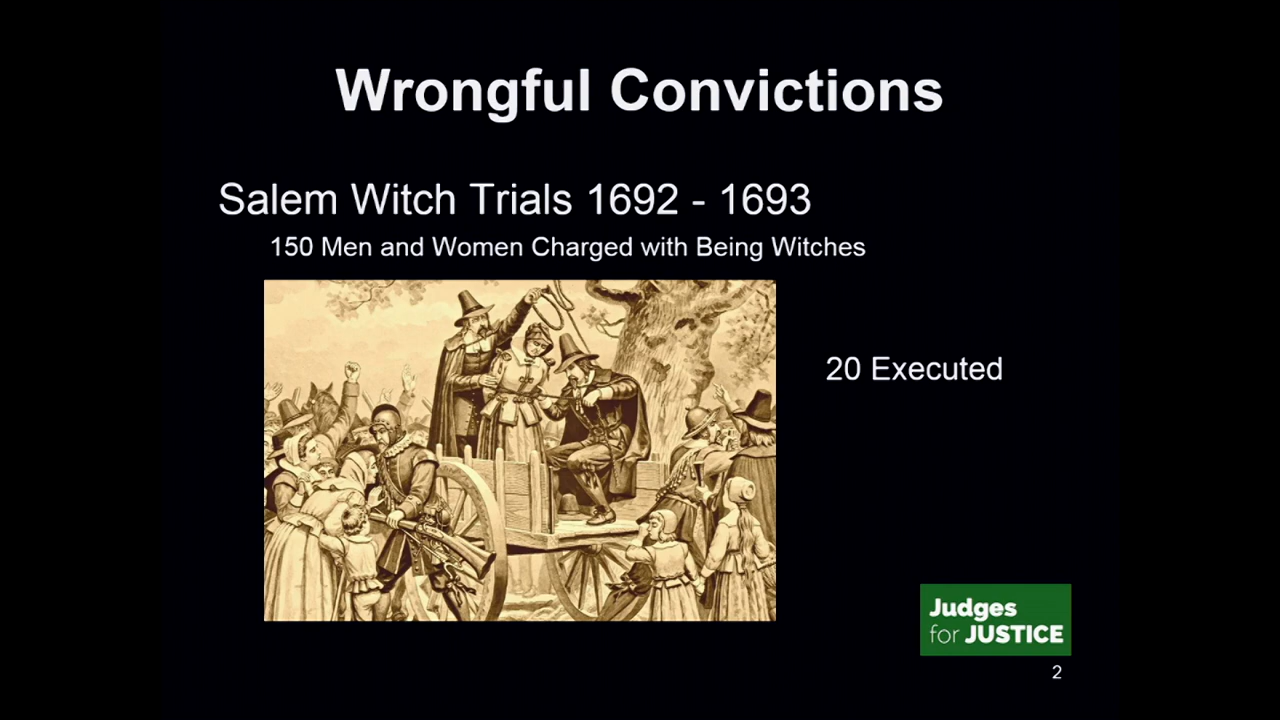 Wrongful Convictions
Salem Witch Trials 1692 - 1693
150 Men and Women Charged with Being Witches
20 Executed
Judges
for JUSTICE
2